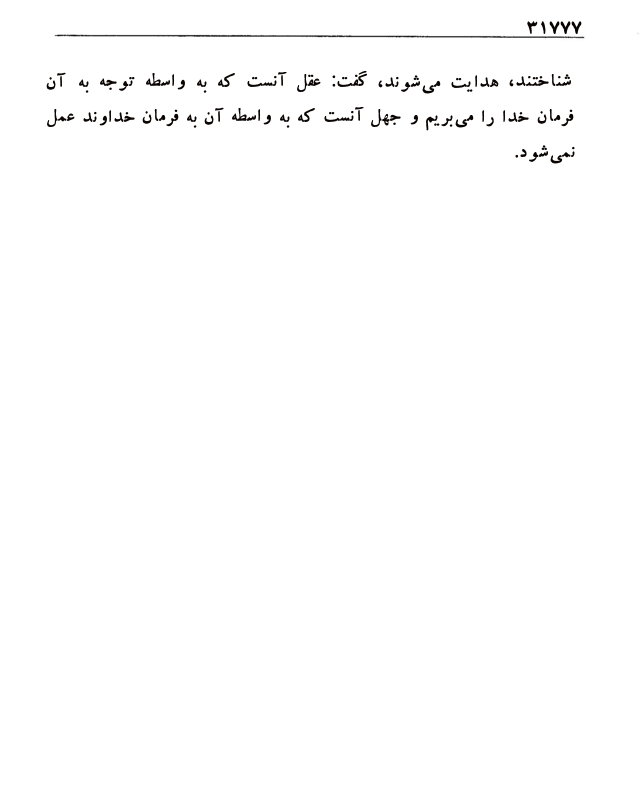 ۳۱۷۷۷
شناختند، هدایت می‌شوند، گفت: عقل آنست که به واسطه توجه به آن
فرمان خدا را می‌بریم و جهل آنست که به واسطه آن به فرمان خداوند عمل
نمی‌شود.